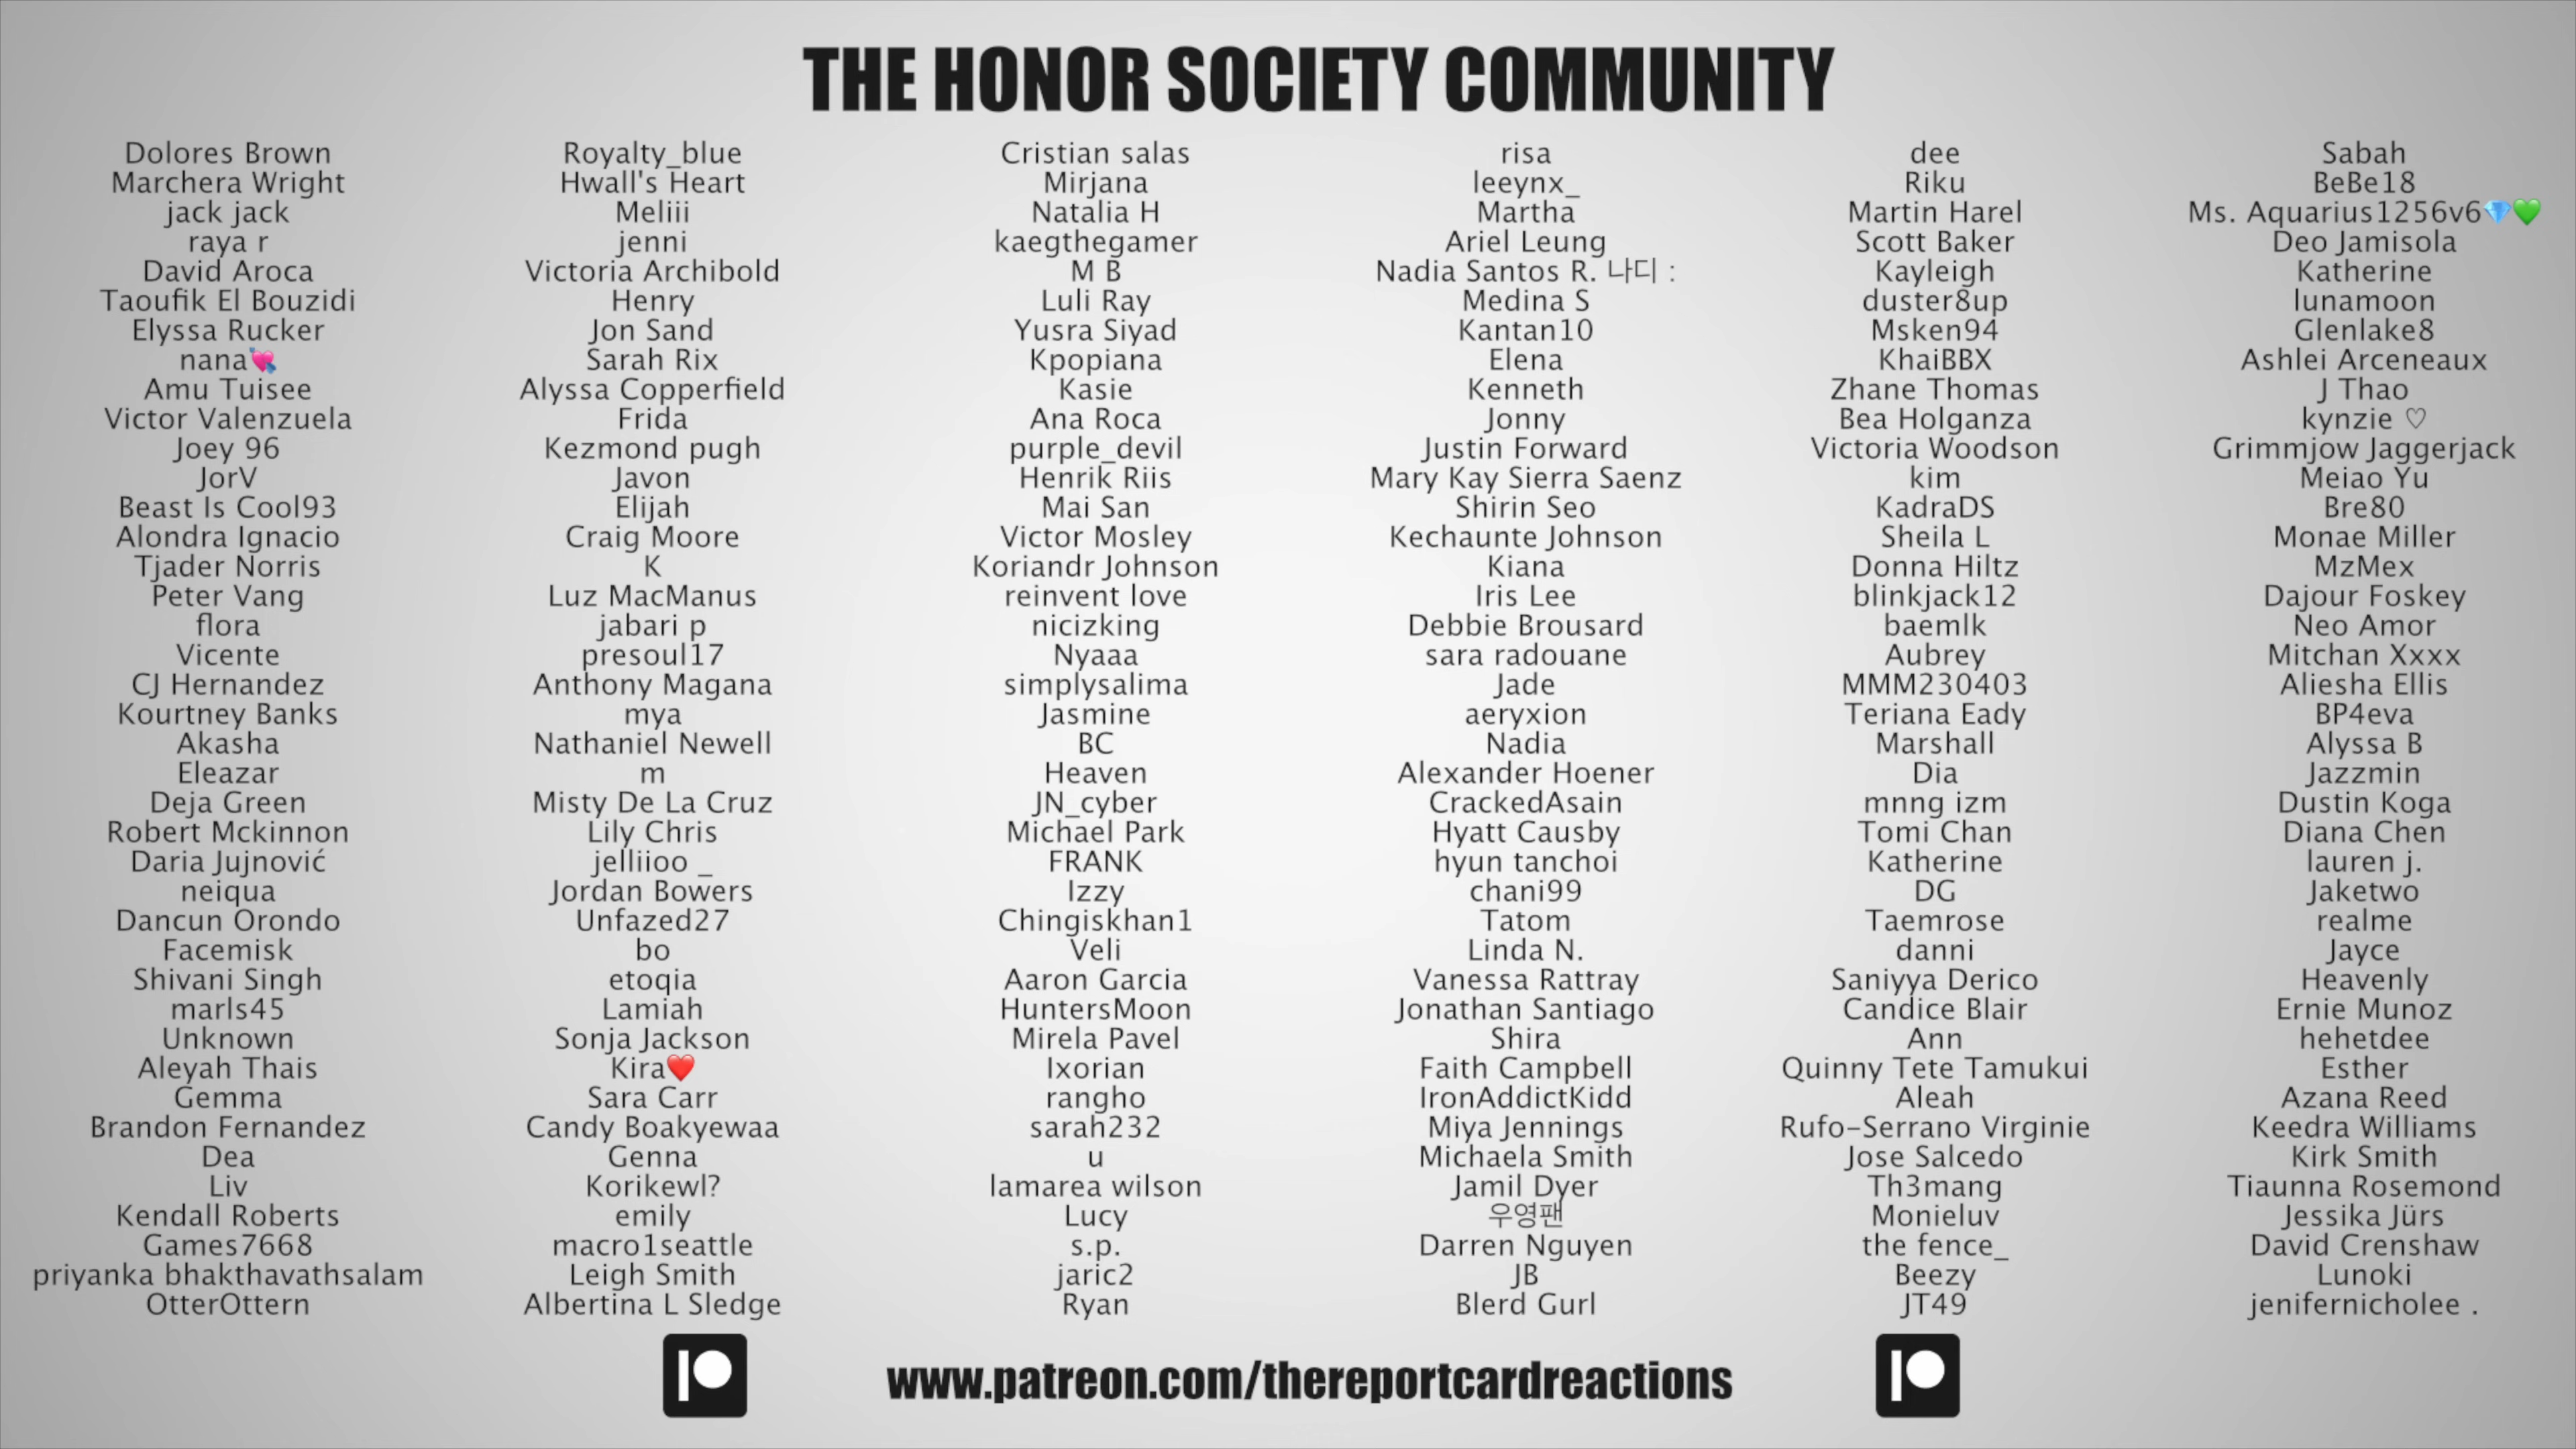 THE HONOR SOCIETY COMMUNITY
Dolores Brown
Marchera Wright
jack jack
raya r
David Aroca
Taoufik El Bouzidi
Elyssa Rucker
nana💘
Amu Tuisee
Victor Valenzuela
Joey 96
JorV
Beast Is Cool93
Alondra Ignacio
Tjader Norris
Peter Vang
flora
Vicente
CJ Hernandez
Kourtney Banks
Akasha
Eleazar
Deja Green
Robert Mckinnon
Daria Jujnović
neiqua
Dancun Orondo
Facemisk
Shivani Singh
marls45
Unknown
Aleyah Thais
Gemma
Brandon Fernandez
Dea
Liv
Kendall Roberts
Games7668
priyanka bhakthavathsalam
OtterOttern
Royalty_blue
Hwall's Heart
Meliii
jenni
Victoria Archibold
Henry
Jon Sand
Sarah Rix
Alyssa Copperfield
Frida
Kezmond pugh
Javon
Elijah
Craig Moore
K
Luz MacManus
jabari p
presoul17
Anthony Magana
mya
Nathaniel Newell
m
Misty De La Cruz
Lily Chris
jelliioo _
Jordan Bowers
Unfazed27
bo
etoqia
Lamiah
Sonja Jackson
Kira❤️
Sara Carr
Candy Boakyewaa
Genna
Korikewl?
emily
macro1seattle
Leigh Smith
Albertina L Sledge
Cristian salas
Mirjana
Natalia H
kaegthegamer
M B
Luli Ray
Yusra Siyad
Kpopiana
Kasie
Ana Roca
purple_devil
Henrik Riis
Mai San
Victor Mosley
Koriandr Johnson
reinvent love
nicizking
Nyaaa
simplysalima
Jasmine
BC
Heaven
JN_cyber
Michael Park
FRANK
Izzy
Chingiskhan1
Veli
Aaron Garcia
HuntersMoon
Mirela Pavel
Ixorian
rangho
sarah232
u
lamarea wilson
Lucy
s.p.
jaric2
Ryan
risa
leeynx_
Martha
Ariel Leung
Nadia Santos R. 나디 :
Medina S
Kantan10
Elena
Kenneth
Jonny
Justin Forward
Mary Kay Sierra Saenz
Shirin Seo
Kechaunte Johnson
Kiana
Iris Lee
Debbie Brousard
sara radouane
Jade
aeryxion
Nadia
Alexander Hoener
CrackedAsain
Hyatt Causby
hyun tanchoi
chani99
Tatom
Linda N.
Vanessa Rattray
Jonathan Santiago
Shira
Faith Campbell
IronAddictKidd
Miya Jennings
Michaela Smith
Jamil Dyer
우영팬
Darren Nguyen
JB
Blerd Gurl
dee
Riku
Martin Harel
Scott Baker
Kayleigh
duster8up
Msken94
KhaiBBX
Zhane Thomas
Bea Holganza
Victoria Woodson
kim
KadraDS
Sheila L
Donna Hiltz
blinkjack12
baemlk
Aubrey
MMM230403
Teriana Eady
Marshall
Dia
mnng izm
Tomi Chan
Katherine
DG
Taemrose
danni
Saniyya Derico
Candice Blair
Ann
Quinny Tete Tamukui
Aleah
Rufo-Serrano Virginie
Jose Salcedo
Th3mang
Monieluv
the fence_
Beezy
JT49
Sabah
BeBe18
Ms. Aquarius1256v6💎💚
Deo Jamisola
Katherine
lunamoon
Glenlake8
Ashlei Arceneaux
J Thao
kynzie ♡
Grimmjow Jaggerjack
Meiao Yu
Bre80
Monae Miller
MzMex
Dajour Foskey
Neo Amor
Mitchan Xxxx
Aliesha Ellis
BP4eva
Alyssa B
Jazzmin
Dustin Koga
Diana Chen
lauren j.
Jaketwo
realme
Jayce
Heavenly
Ernie Munoz
hehetdee
Esther
Azana Reed
Keedra Williams
Kirk Smith
Tiaunna Rosemond
Jessika Jürs
David Crenshaw
Lunoki
jenifernicholee .
www.patreon.com/thereportcardreactions